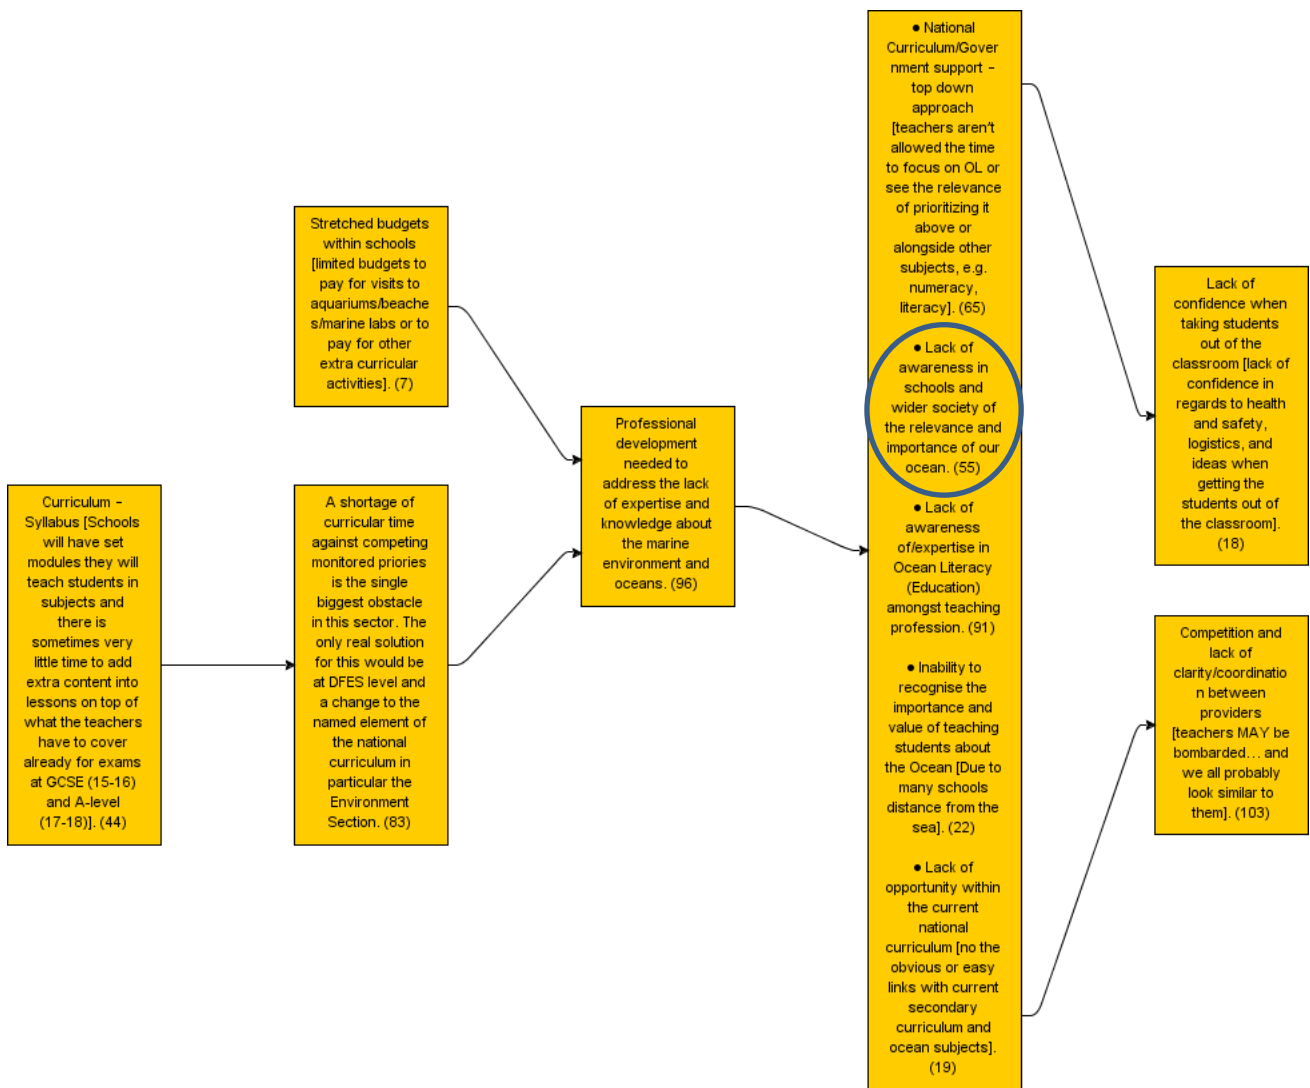 Curriculum –
Syllabus [Schools
will have set
modules they will
teach students in
subjects and
there is
sometimes very
little time to add
extra content into
lessons on top of
what the teachers
have to cover
already for exams
at GCSE (15-16)
and A-level
(17-18)]. (44)
Stretched budgets
within schools
[limited budgets to
pay for visits to
aquariums/beache
s/marine labs or to
pay for other
extra curricular
activities]. (7)
A shortage of
curricular time
against competing
monitored priories
is the single
biggest obstacle
in this sector. The
only real solution
for this would be
at DFES level and
a change to the
named element of
the national
curriculum in
particular the
Environment
Section. (83)
Professional
development
needed to
address the lack
of expertise and
knowledge about
the marine
environment and
oceans. (96)
● National
Curriculum/Gover
nment support –
top down
approach
[teachers aren't
allowed the time
to focus on OL or
see the relevance
of prioritizing it
above or
alongside other
subjects, e.g.
numeracy,
literacy]. (65)
● Lack of
awareness in
schools and
wider society of
the relevance and
importance of our
ocean. (55)
● Lack of
awareness
of/expertise in
Ocean Literacy
(Education)
amongst teaching
profession. (91)
● Inability to
recognise the
importance and
value of teaching
students about
the Ocean [Due to
many schools
distance from the
sea]. (22)
● Lack of
opportunity within
the current
national
curriculum [no the
obvious or easy
links with current
secondary
curriculum and
ocean subjects].
(19)
Lack of
confidence when
taking students
out of the
classroom [lack of
confidence in
regards to health
and safety,
logistics, and
ideas when
getting the
students out of
the classroom].
(18)
Competition and
lack of
clarity/coordinatio
n between
providers
[teachers MAY be
bombarded... and
we all probably
look similar to
them]. (103)